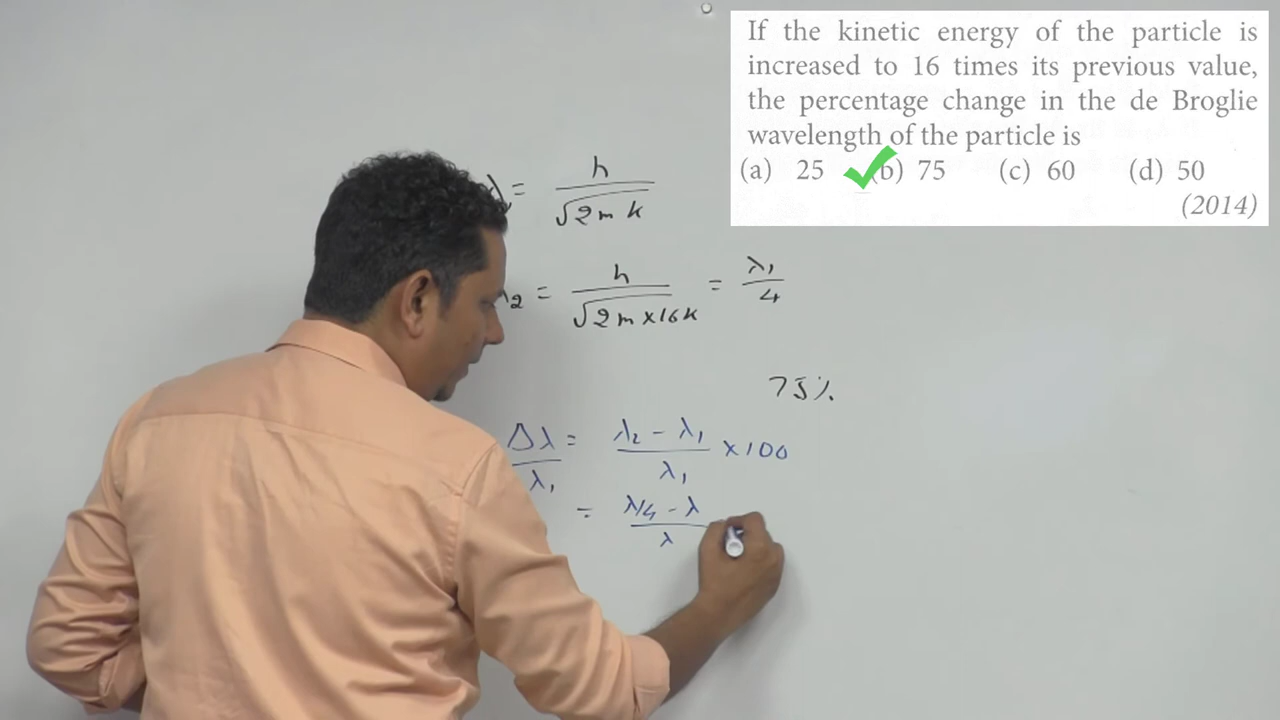 If the kinetic energy of the particle is
increased to 16 times its previous value,
the percentage change in the de Broglie
wavelength of the particle is
(a) 25 (b) 75 (c) 60 (d) 50
(2014)
λ = h / √2mk
λ2 = h / √2m×16k = λ1 / 4
75%
Δλ / λ1 = λ2 - λ1 / λ1 ×100
= λ/4 - λ / λ